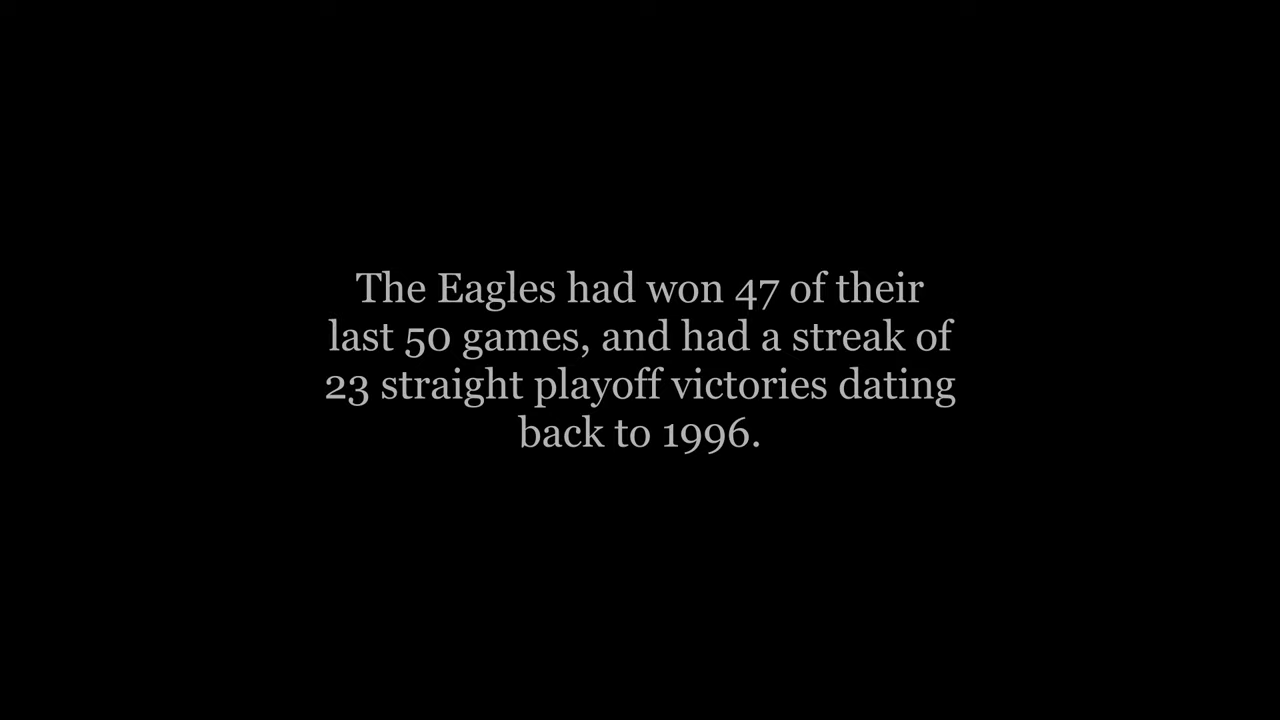 The Eagles had won 47 of their
last 50 games, and had a streak of
23 straight playoff victories dating
back to 1996.